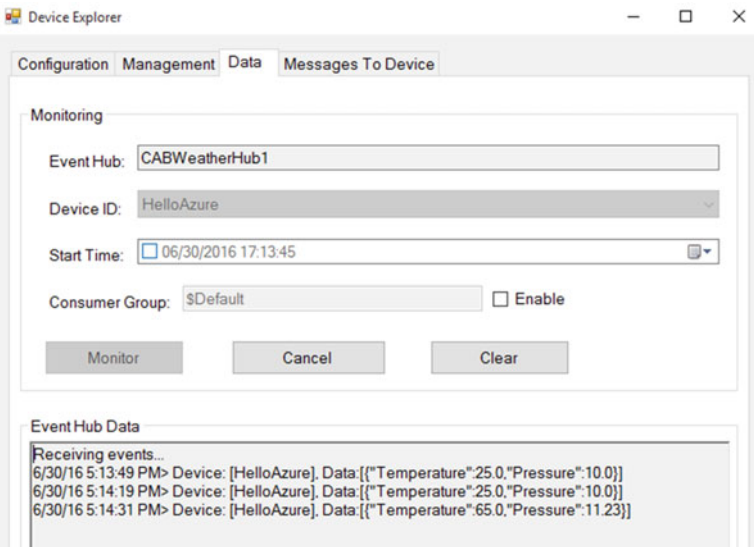 Device Explorer
Configuration Management Data Messages To Device
Monitoring
Event Hub: CABWeatherHub1
Device ID: HelloAzure
Start Time: 06/30/2016 17:13:45
Consumer Group: $Default Enable
Monitor Cancel Clear
Event Hub Data
Receiving events...
6/30/16 5:13:49 PM> Device: [HelloAzure], Data:[{"Temperature":25.0,"Pressure":10.0}]
6/30/16 5:14:19 PM> Device: [HelloAzure], Data:[{"Temperature":25.0,"Pressure":10.0}]
6/30/16 5:14:31 PM> Device: [HelloAzure], Data:[{"Temperature":65.0,"Pressure":11.23}]